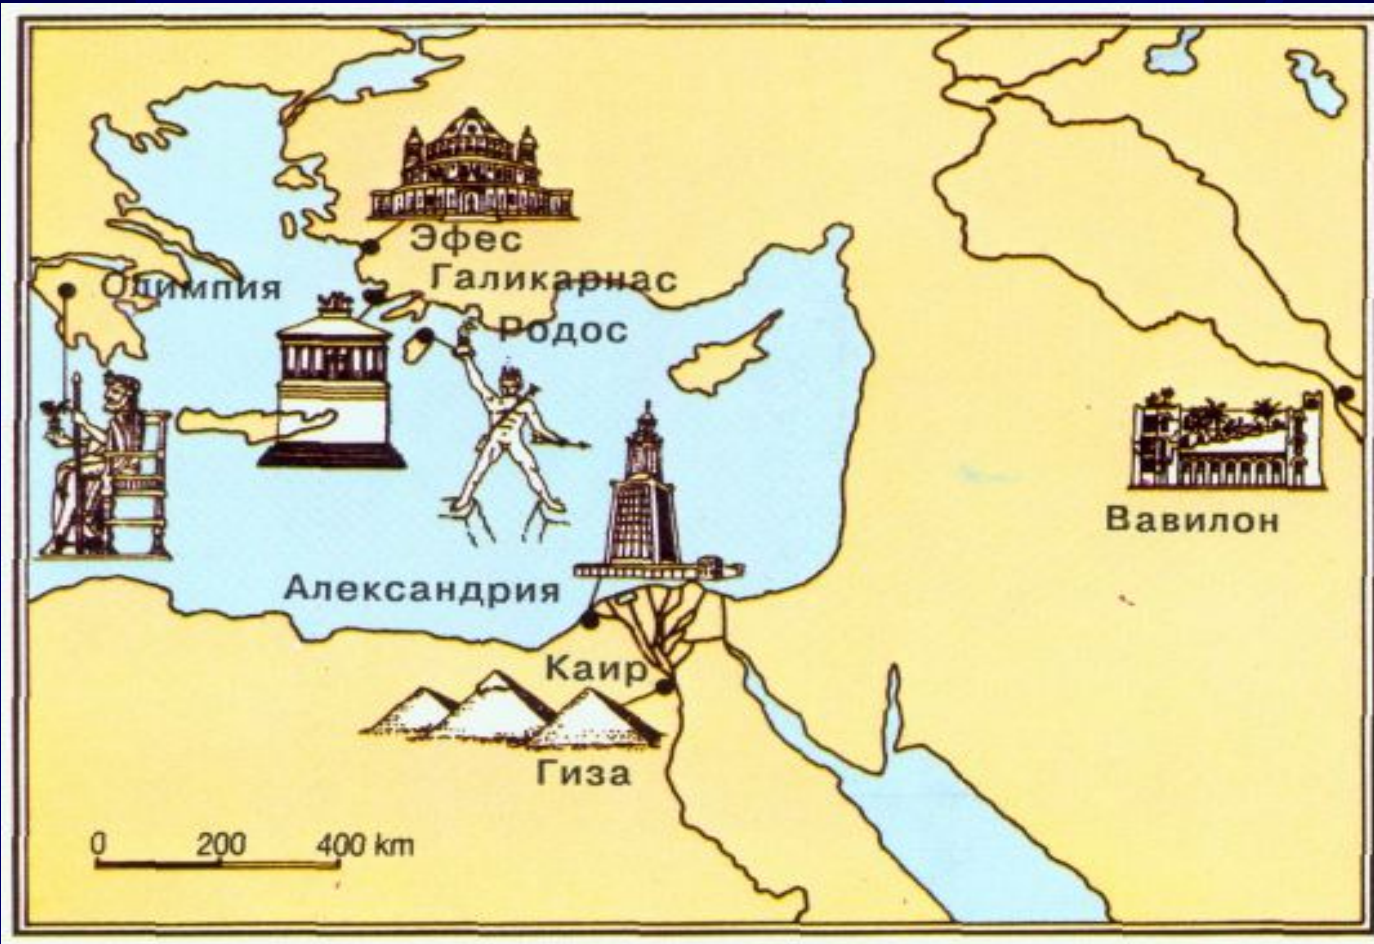 Эфес
Галикарнас
Олимпия
Родос
Вавилон
Александрия
Каир
Гиза
0 200 400 km